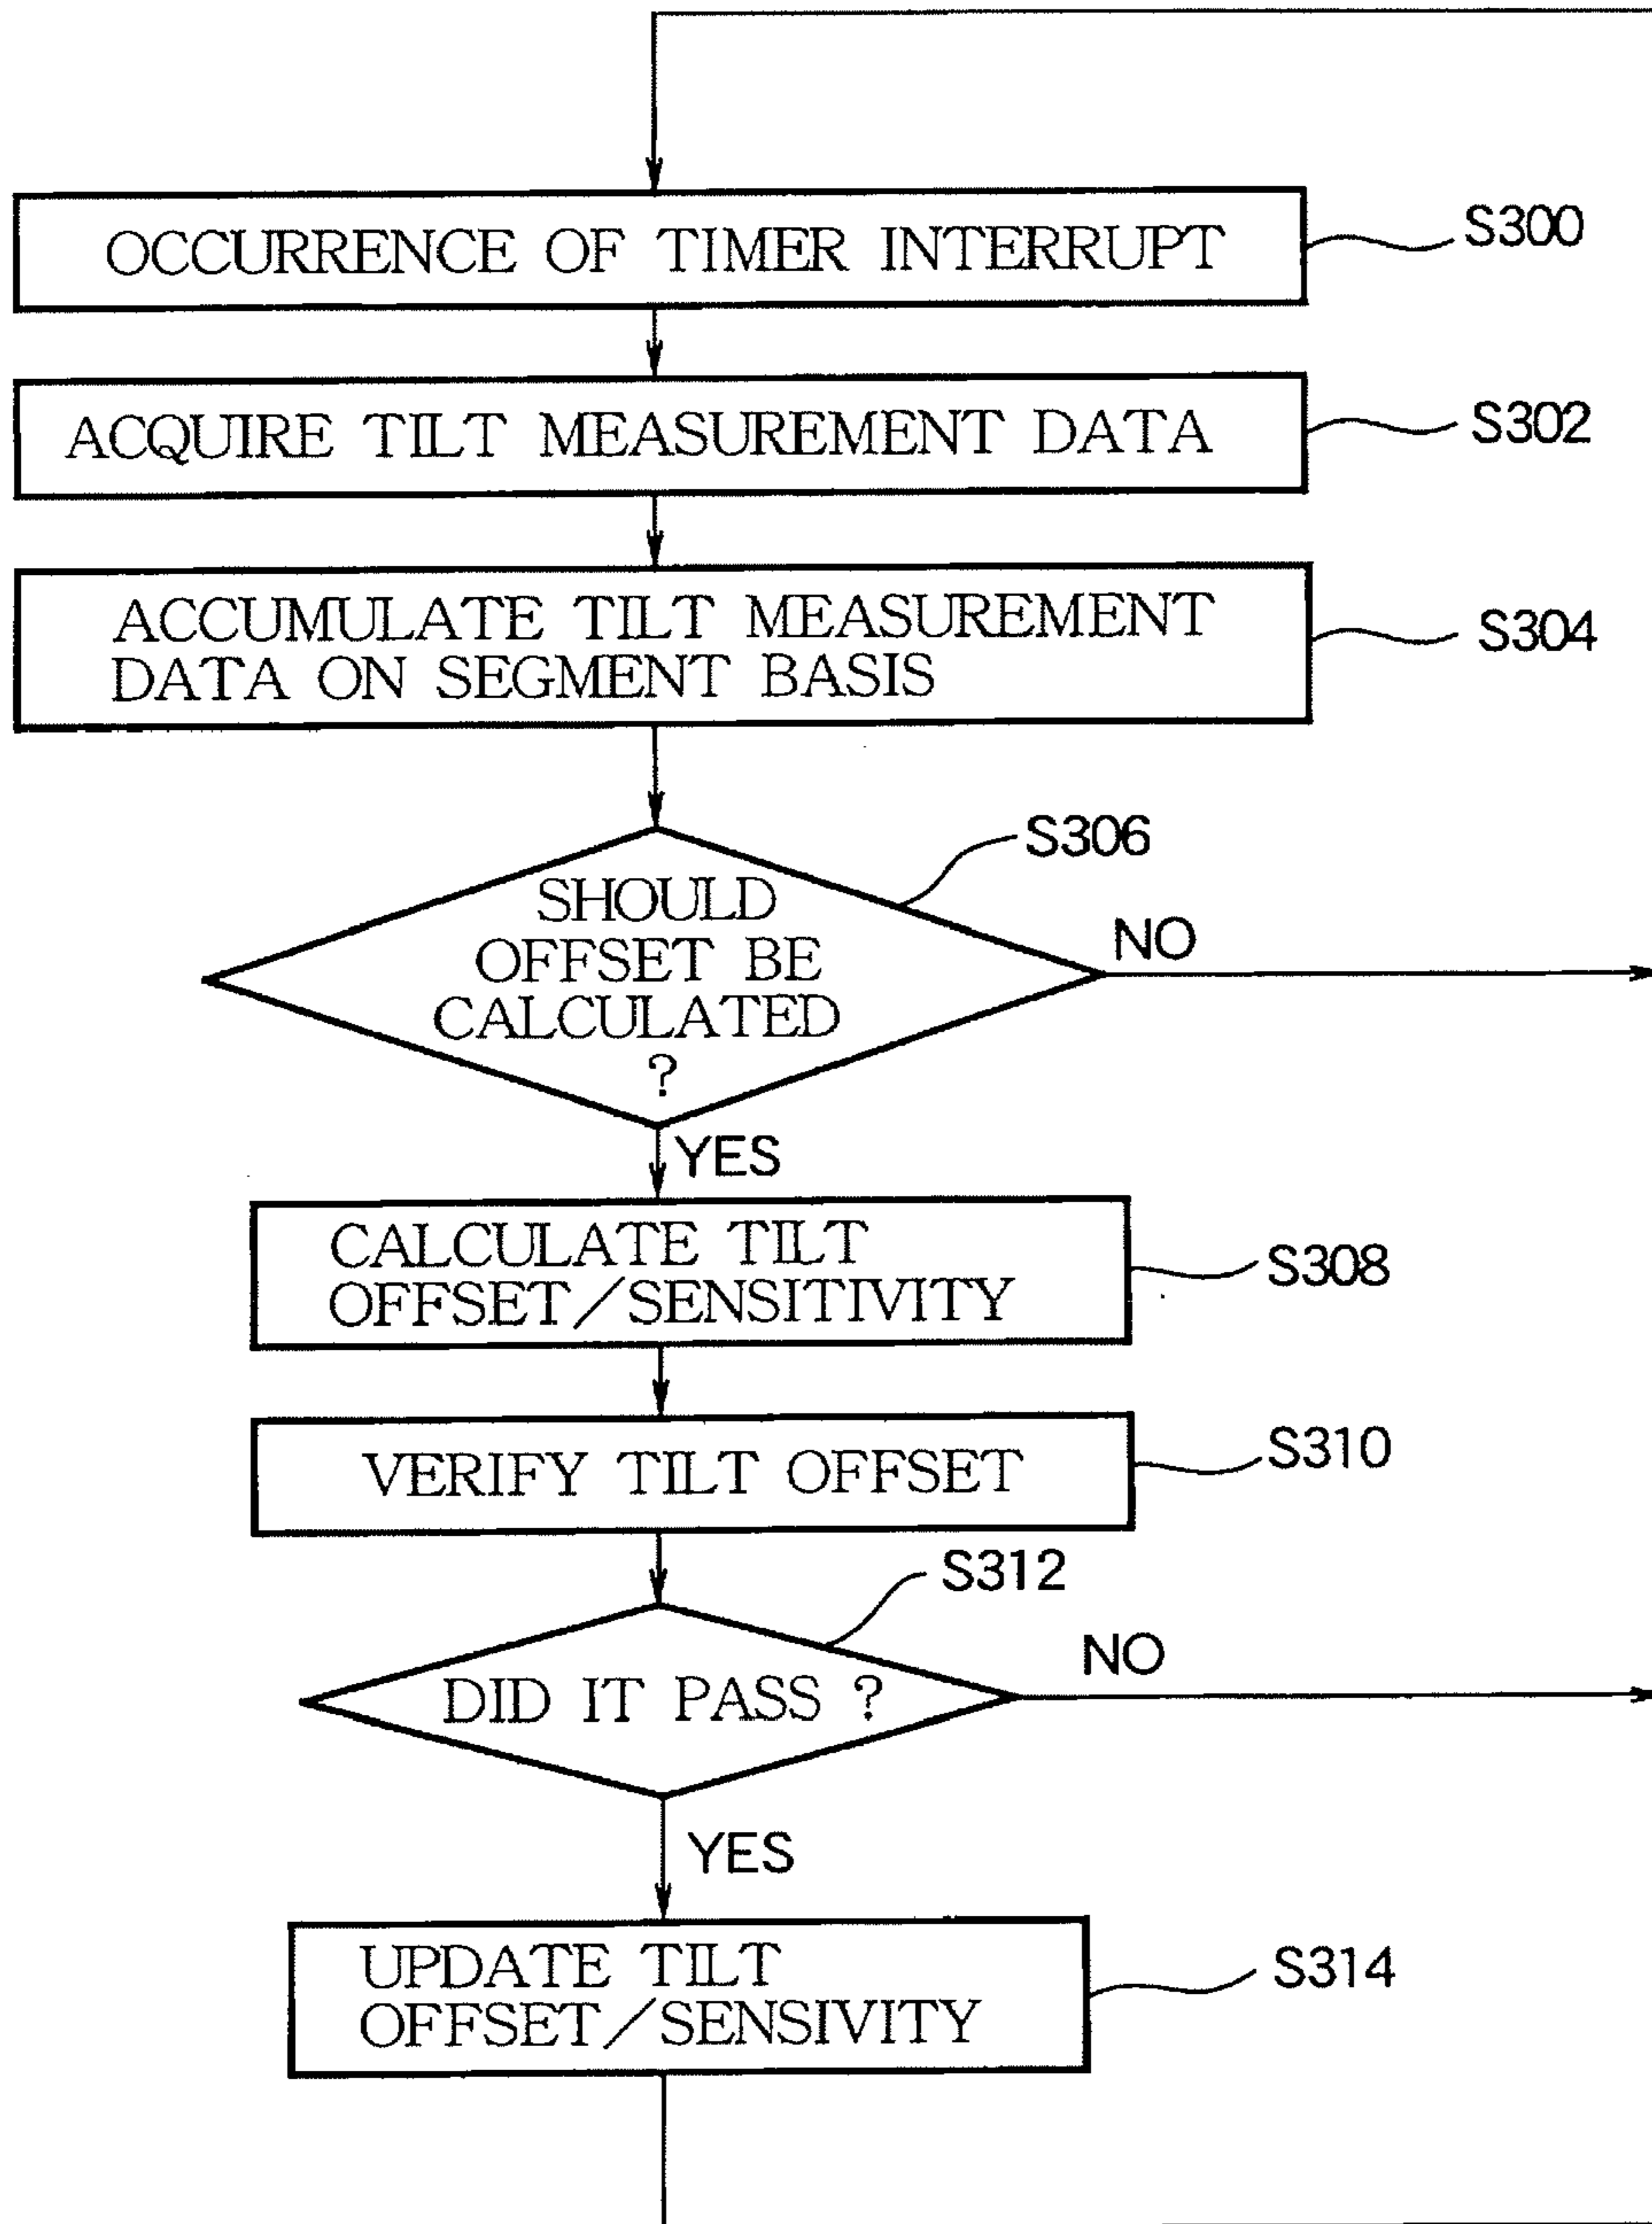 OCCURRENCE OF TIMER INTERRUPT
S300
ACQUIRE TILT MEASUREMENT DATA
S302
ACCUMULATE TILT MEASUREMENT
DATA ON SEGMENT BASIS
S304
S306
SHOULD
OFFSET BE
CALCULATED
?
NO
YES
CALCULATE TILT
OFFSET/SENSITIVITY
S308
VERIFY TILT OFFSET
S310
S312
DID IT PASS ?
NO
YES
UPDATE TILT
OFFSET/SENSIVITY
S314